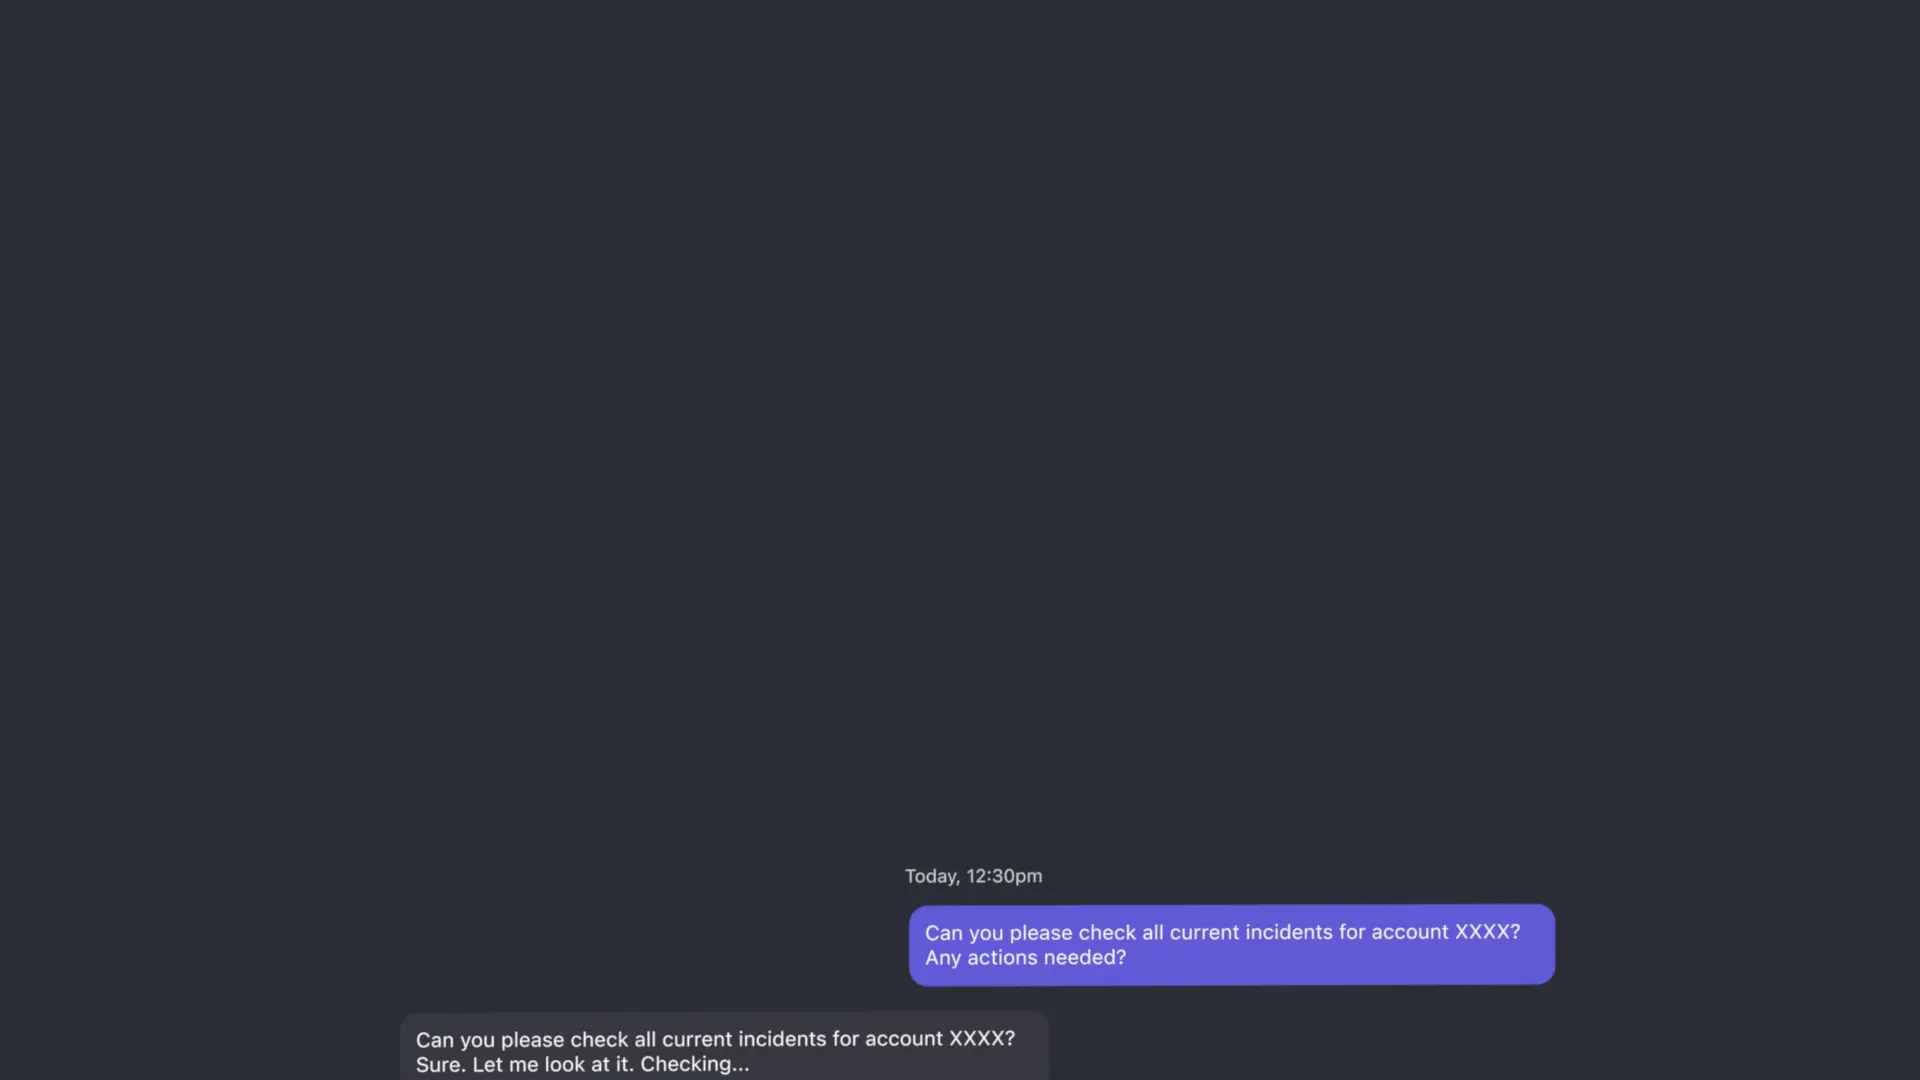 Today, 12:30pm
Can you please check all current incidents for account XXXX?
Any actions needed?
Can you please check all current incidents for account XXXX?
Sure. Let me look at it. Checking...